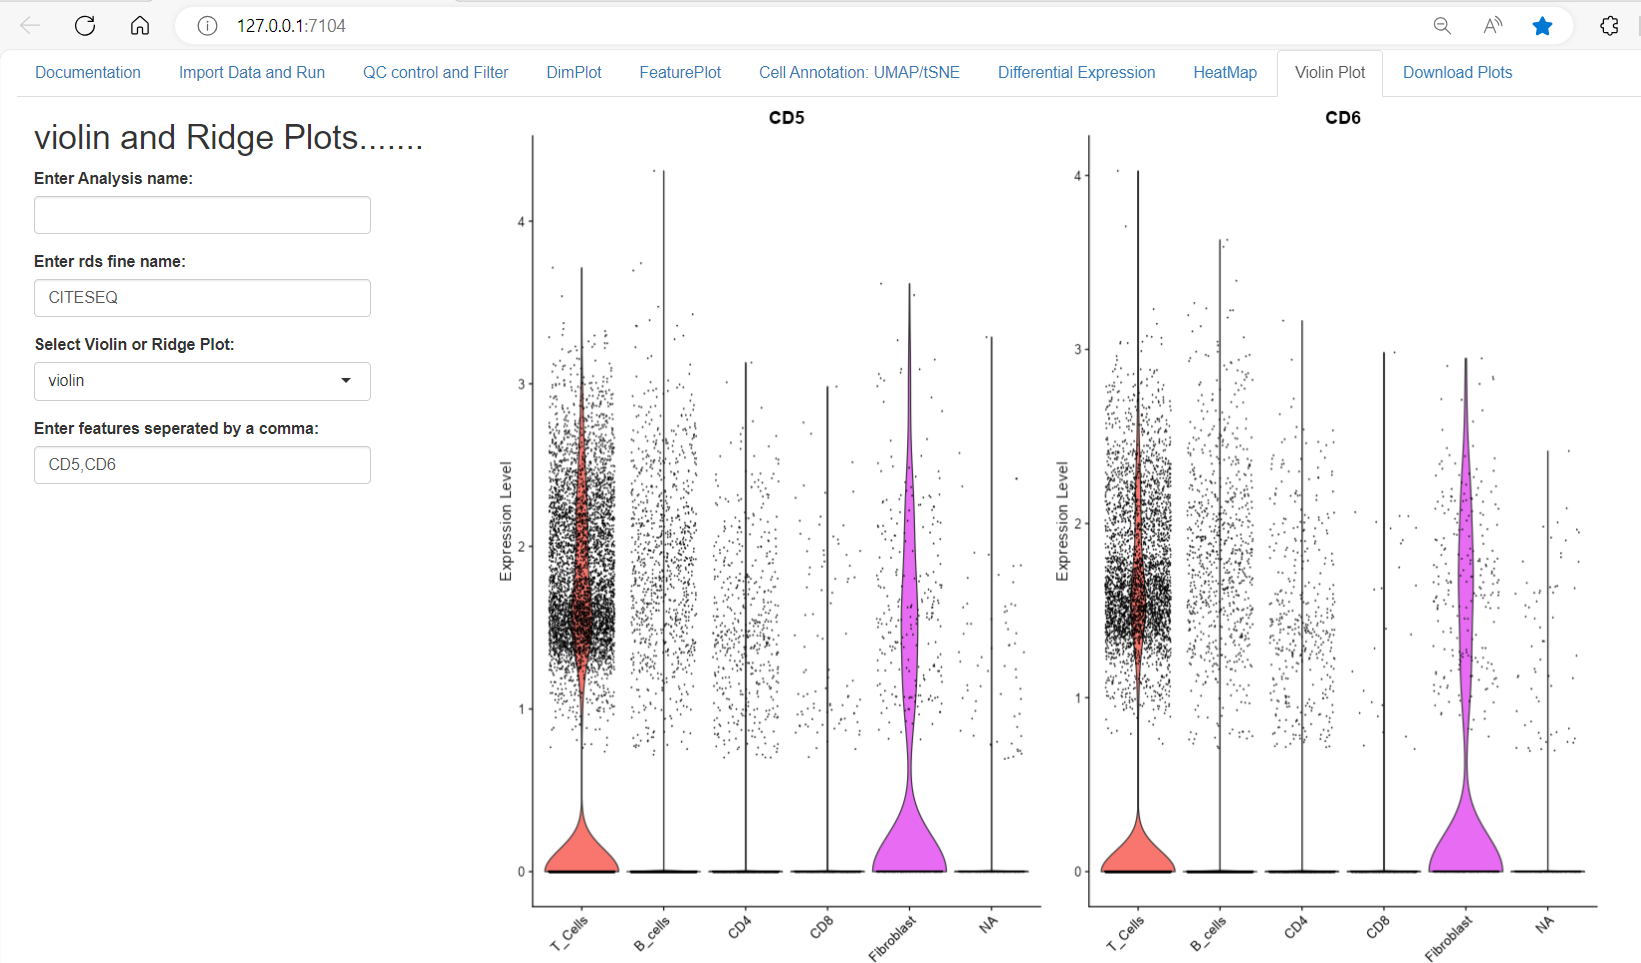 127.0.0.1:7104
Documentation Import Data and Run QC control and Filter DimPlot FeaturePlot Cell Annotation: UMAP/tSNE Differential Expression HeatMap Violin Plot Download Plots
violin and Ridge Plots.......
Enter Analysis name:
Enter rds fine name:
CITESEQ
Select Violin or Ridge Plot:
violin
Enter features seperated by a comma:
CD5,CD6
CD5
Expression Level
4
3
2
1
0
T_Cells
B_cells
CD4
CD8
Fibroblast
NA
CD6
Expression Level
4
3
2
1
0
T_Cells
B_cells
CD4
CD8
Fibroblast
NA